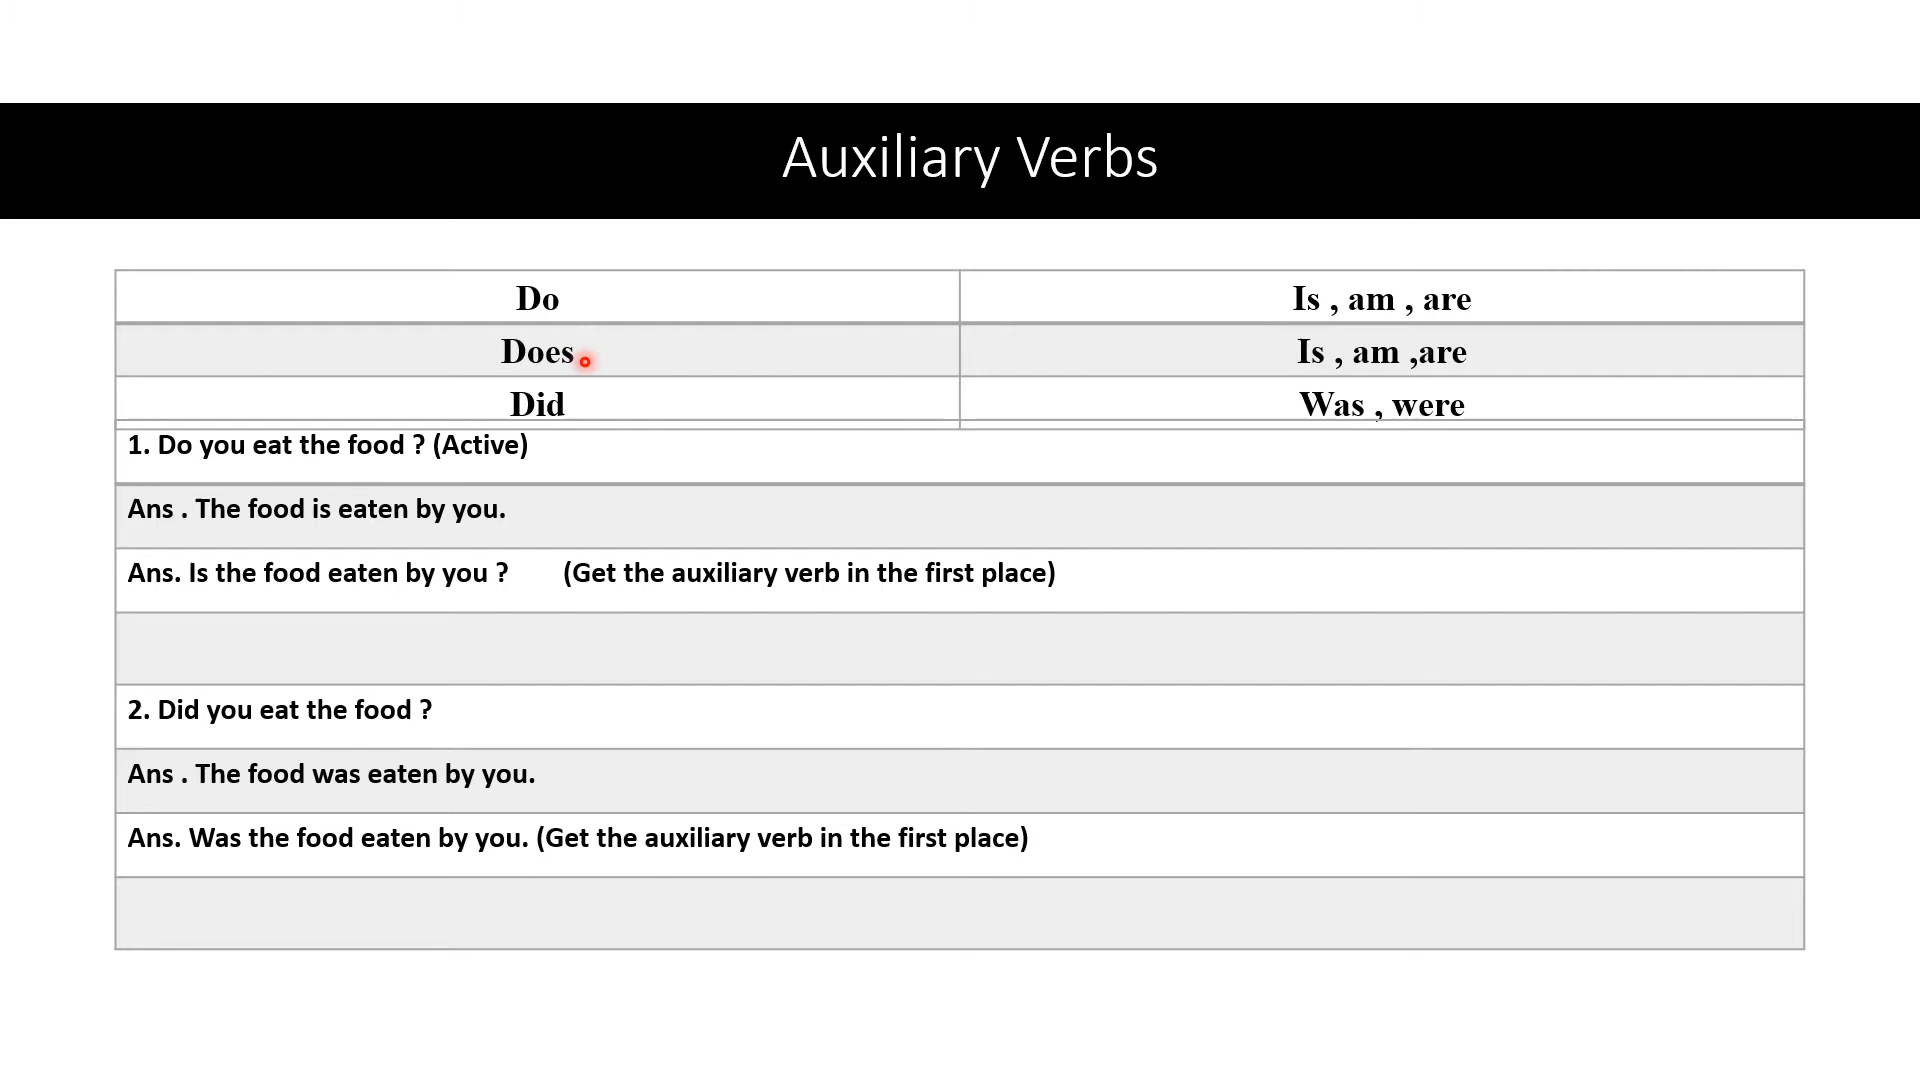 Auxiliary Verbs
Do
Is , am , are
Does
Is , am ,are
Did
Was , were
1. Do you eat the food ? (Active)
Ans . The food is eaten by you.
Ans. Is the food eaten by you ? (Get the auxiliary verb in the first place)
2. Did you eat the food ?
Ans . The food was eaten by you.
Ans. Was the food eaten by you. (Get the auxiliary verb in the first place)